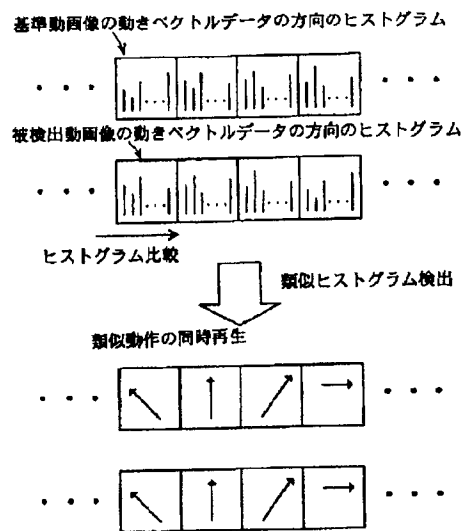 基準動画像の動きベクトルデータの方向のヒストグラム
被検出動画像の動きベクトルデータの方向のヒストグラム
ヒストグラム比較
類似ヒストグラム検出
類似動作の同時再生